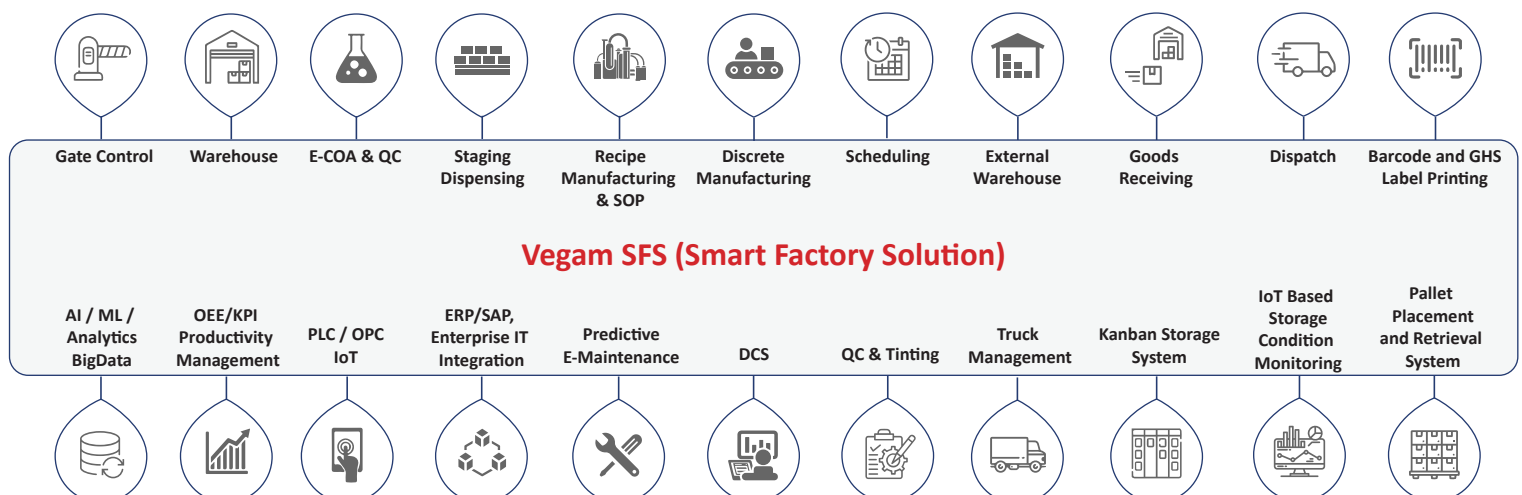 Gate Control
Warehouse
E-COA & QC
Staging
Dispensing
Recipe
Manufacturing
& SOP
Discrete
Manufacturing
Scheduling
External
Warehouse
Goods
Receiving
Dispatch
Barcode and GHS
Label Printing
Vegam SFS (Smart Factory Solution)
AI / ML /
Analytics
BigData
OEE/KPI
Productivity
Management
PLC / OPC
IoT
ERP/SAP,
Enterprise IT
Integration
Predictive
E-Maintenance
DCS
QC & Tinting
Truck
Management
Kanban Storage
System
IoT Based
Storage
Condition
Monitoring
Pallet
Placement
and Retrieval
System